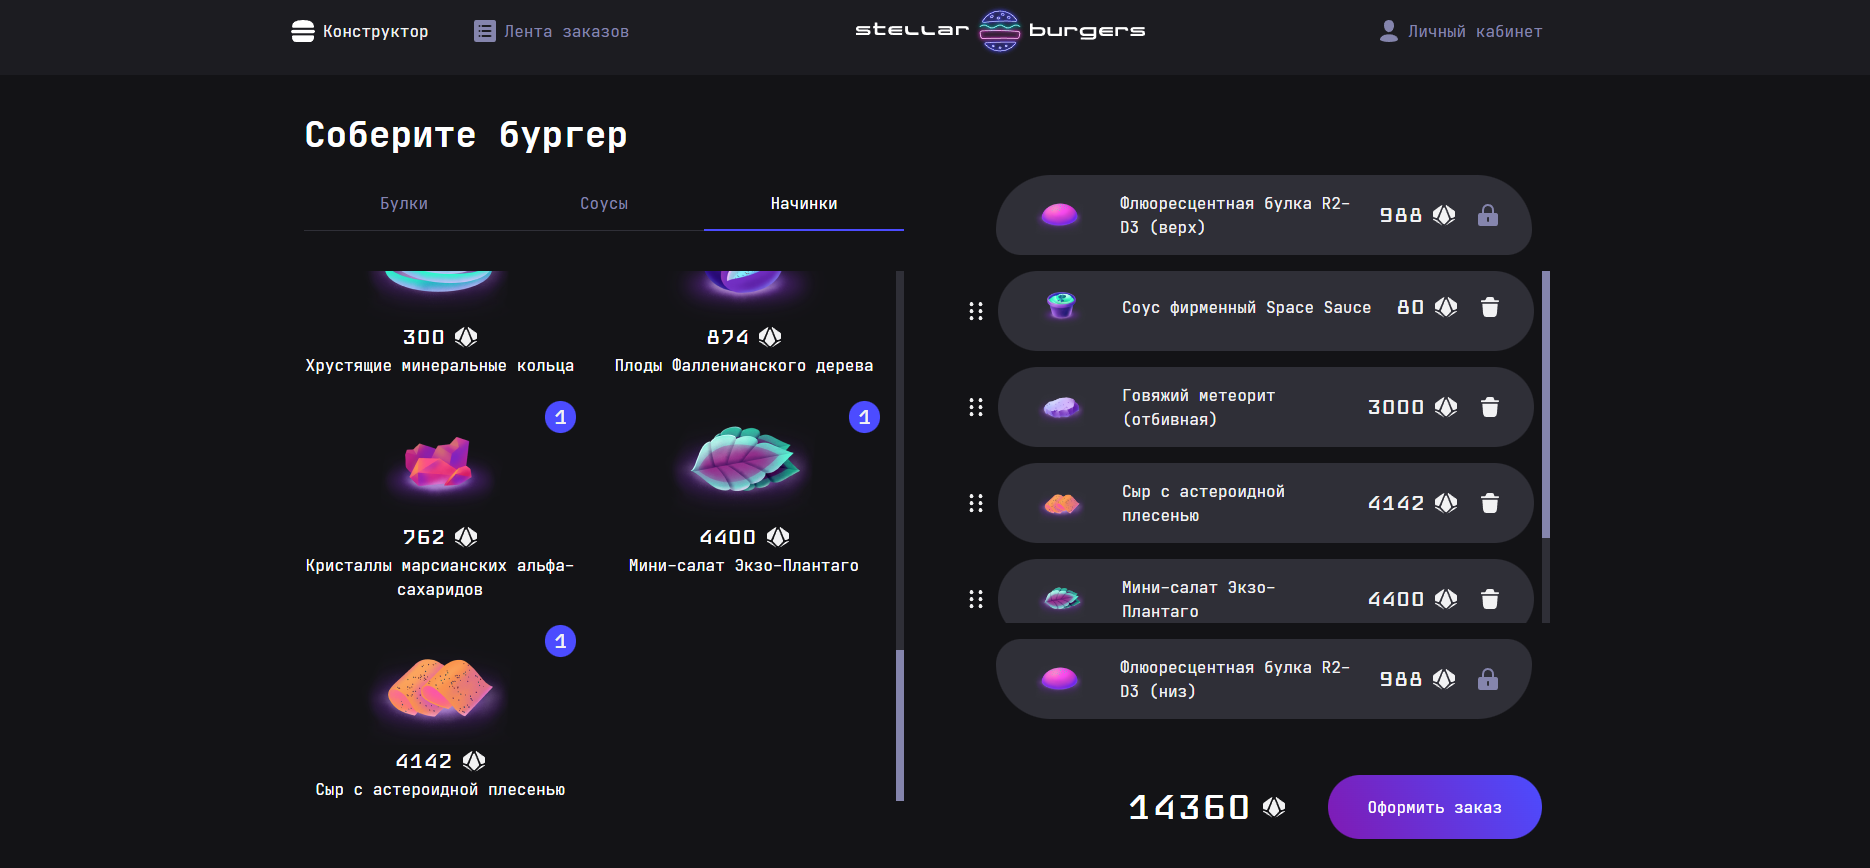 Конструктор
Лента заказов
stellar burgers
Личный кабинет
Соберите бургер
Булки
Соусы
Начинки
300
Хрустящие минеральные кольца
874
Плоды Фалленианского дерева
1
762
Кристаллы марсианских альфа-
сахаридов
1
4400
Мини-салат Экзо-Плантаго
1
4142
Сыр с астероидной плесенью
Флюоресцентная булка R2-
D3 (верх)
988
Соус фирменный Space Sauce
80
Говяжий метеорит
(отбивная)
3000
Сыр с астероидной
плесенью
4142
Мини-салат Экзо-
Плантаго
4400
Флюоресцентная булка R2-
D3 (низ)
988
14360
Оформить заказ